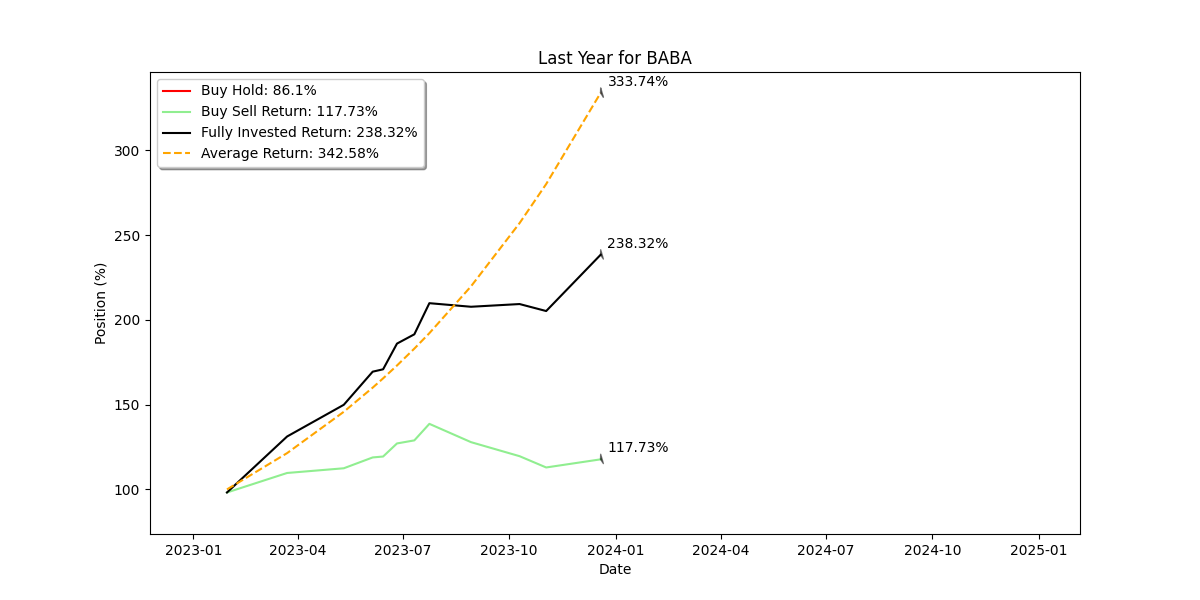 Last Year for BABA
Buy Hold: 86.1%
Buy Sell Return: 117.73%
Fully Invested Return: 238.32%
Average Return: 342.58%
333.74%
238.32%
117.73%
300
250
200
150
100
Position (%)
2023-01 2023-04 2023-07 2023-10 2024-01 2024-04 2024-07 2024-10 2025-01
Date